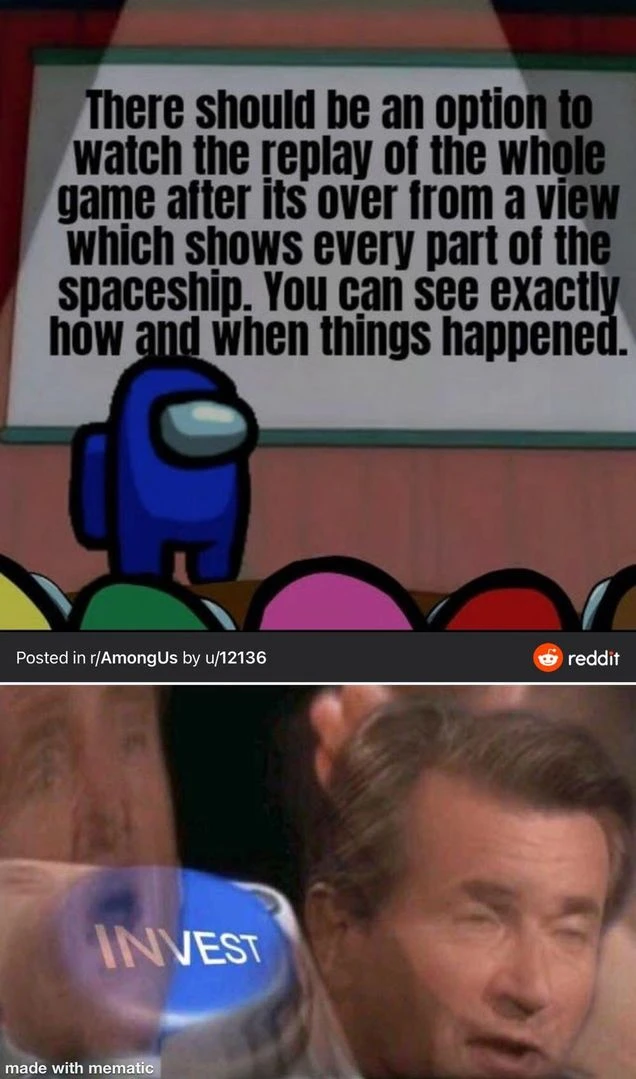 There should be an option to
watch the replay of the whole
game after its over from a view
which shows every part of the
spaceship. You can see exactly
how and when things happened.
Posted in r/AmongUs by u/12136
reddit
INVEST
made with mematic